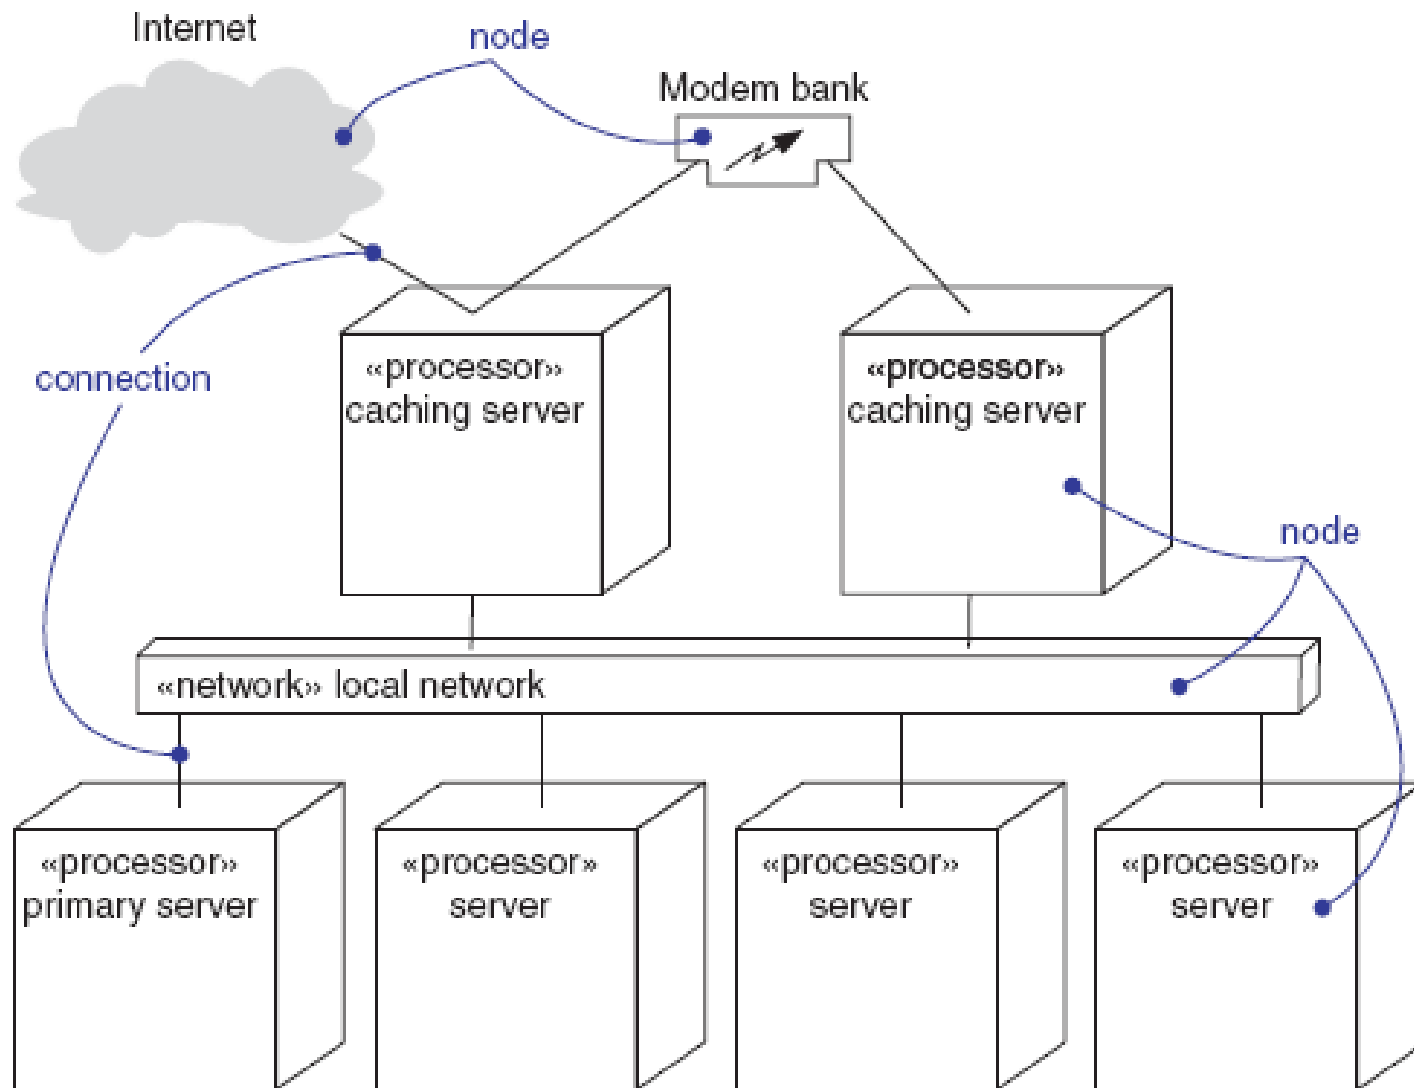 Internet
node
Modem bank
connection
«processor»
caching server
«processor»
caching server
node
«network» local network
«processor»
primary server
«processor»
server
«processor»
server
«processor»
server